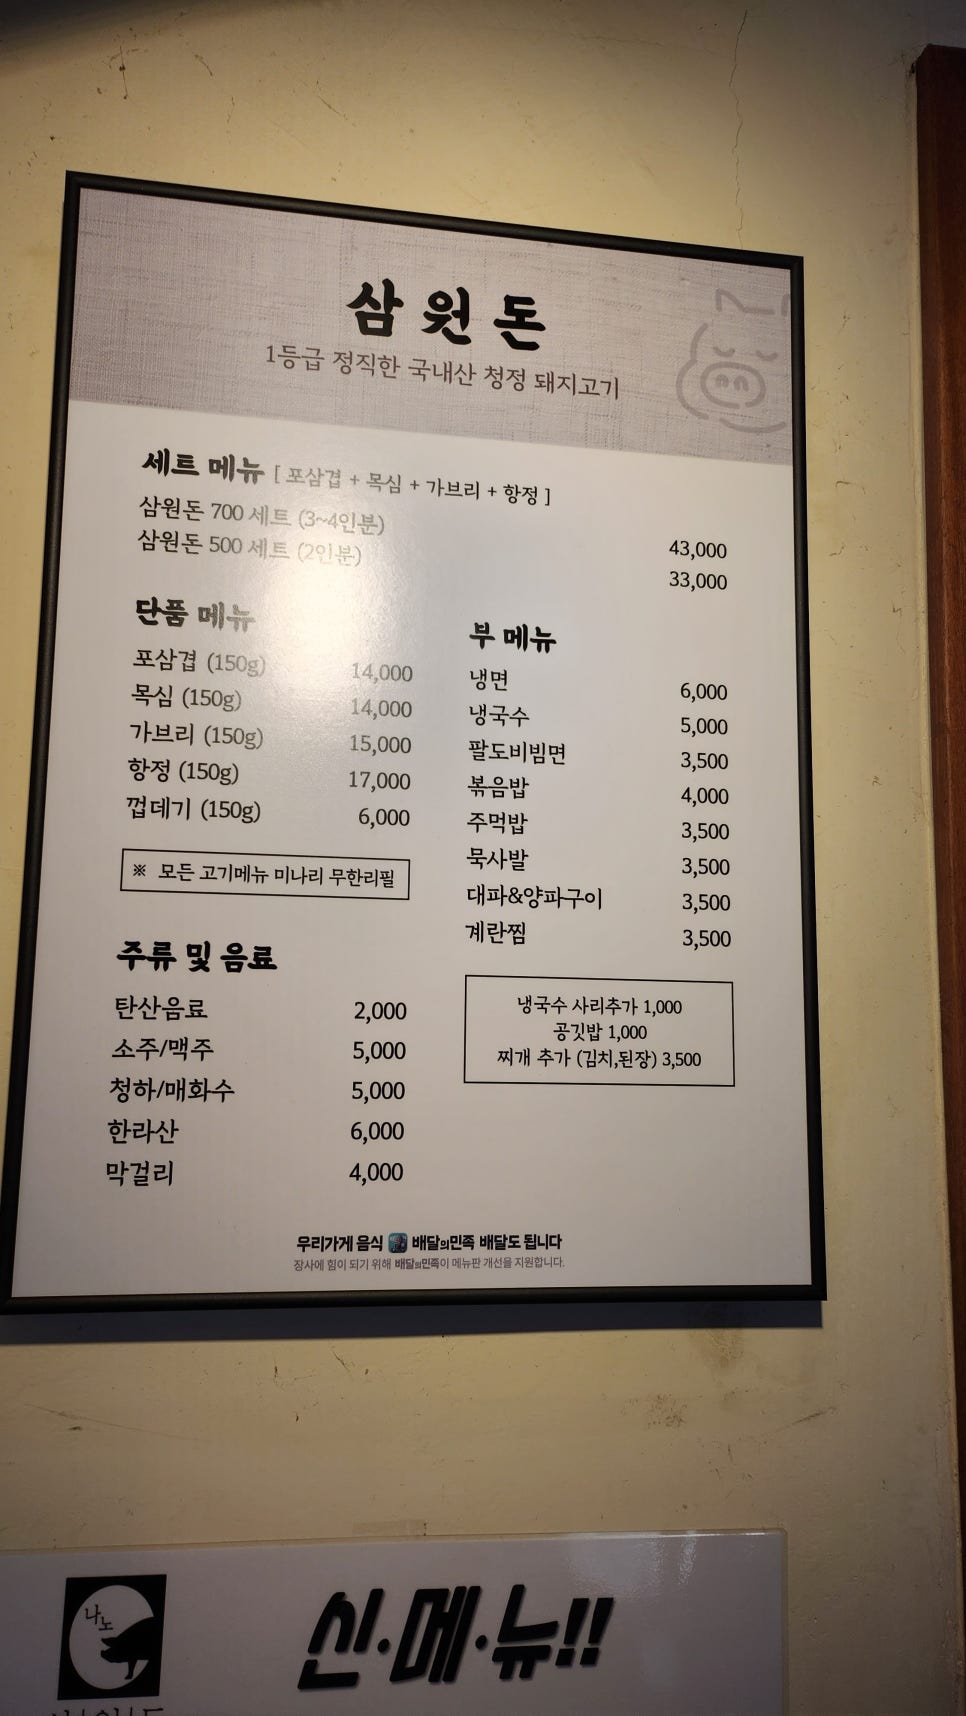 삼원돈
1등급 정직한 국내산 청정 돼지고기
세트 메뉴 [ 포삼겹 + 목심 + 가브리 + 항정 ]
삼원돈 700 세트 (3~4인분) 43,000
삼원돈 500 세트 (2인분) 33,000
단품 메뉴
포삼겹 (150g) 14,000
목심 (150g) 14,000
가브리 (150g) 15,000
항정 (150g) 17,000
껍데기 (150g) 6,000
※ 모든 고기메뉴 미나리 무한리필
주류 및 음료
탄산음료 2,000
소주/맥주 5,000
청하/매화수 5,000
한라산 6,000
막걸리 4,000
부 메뉴
냉면 6,000
냉국수 5,000
팔도비빔면 3,500
볶음밥 4,000
주먹밥 3,500
묵사발 3,500
대파&양파구이 3,500
계란찜 3,500
냉국수 사리추가 1,000
공깃밥 1,000
찌개 추가 (김치,된장) 3,500
우리가게 음식 배달의민족 배달도 됩니다
장사에 힘이 되기 위해 배달의민족이 메뉴판 개선을 지원합니다.
나노
신·메·뉴!!